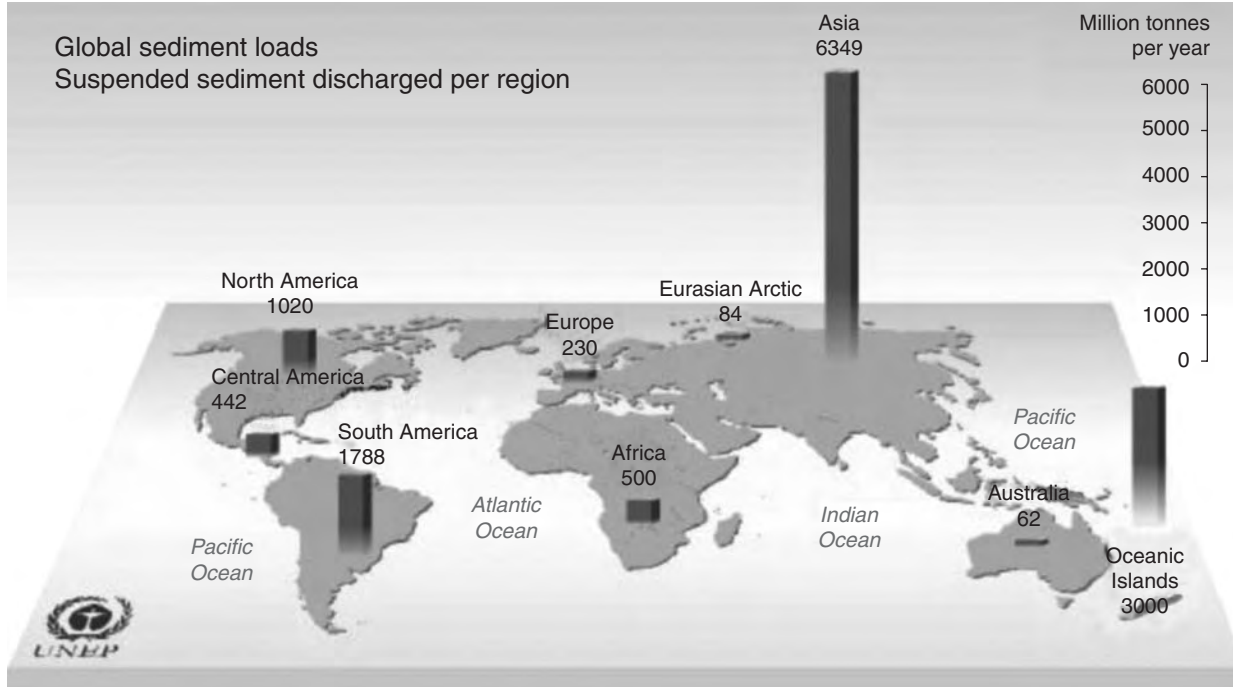 Global sediment loads
Suspended sediment discharged per region
Asia
6349
Million tonnes
per year
6000
5000
4000
3000
2000
1000
0
North America
1020
Central America
442
South America
1788
Europe
230
Eurasian Arctic
84
Africa
500
Australia
62
Oceanic
Islands
3000
Pacific
Ocean
Atlantic
Ocean
Indian
Ocean
Pacific
Ocean
UNEP